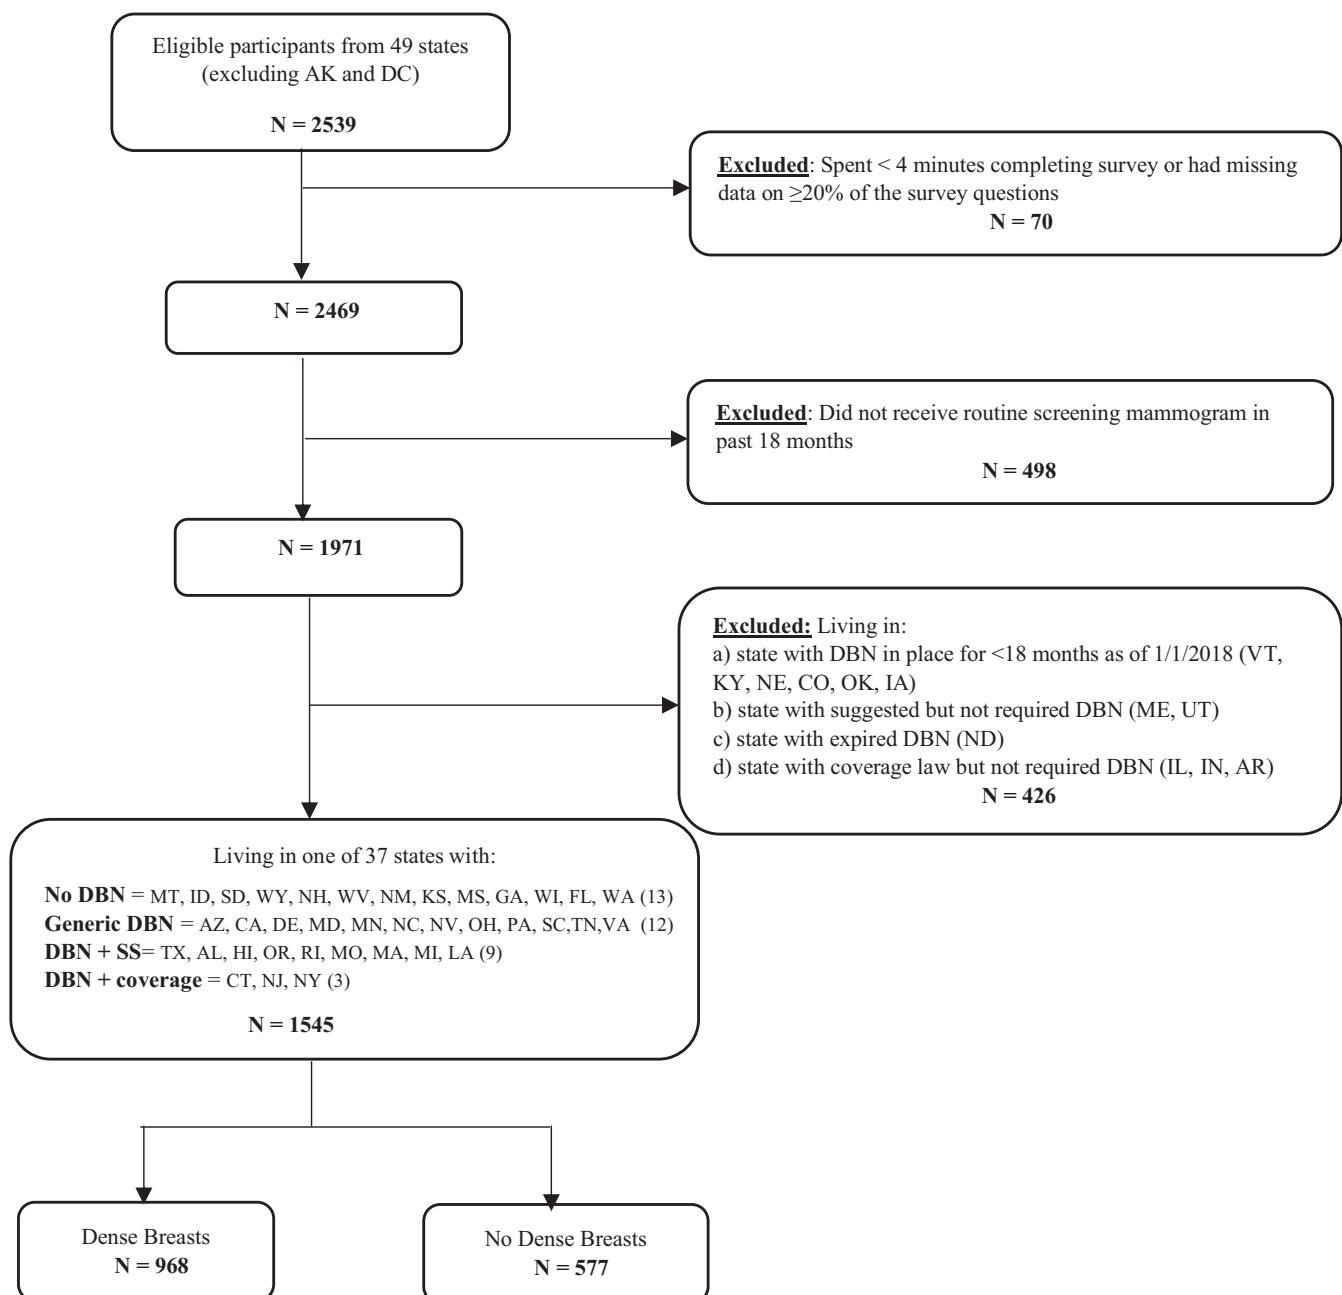 Eligible participants from 49 states
(excluding AK and DC)
N = 2539
Excluded: Spent < 4 minutes completing survey or had missing
data on ≥20% of the survey questions
N = 70
N = 2469
Excluded: Did not receive routine screening mammogram in
past 18 months
N = 498
N = 1971
Excluded: Living in:
a) state with DBN in place for <18 months as of 1/1/2018 (VT,
KY, NE, CO, OK, IA)
b) state with suggested but not required DBN (ME, UT)
c) state with expired DBN (ND)
d) state with coverage law but not required DBN (IL, IN, AR)
N = 426
Living in one of 37 states with:
No DBN = MT, ID, SD, WY, NH, WV, NM, KS, MS, GA, WI, FL, WA (13)
Generic DBN = AZ, CA, DE, MD, MN, NC, NV, OH, PA, SC,TN,VA (12)
DBN + SS= TX, AL, HI, OR, RI, MO, MA, MI, LA (9)
DBN + coverage = CT, NJ, NY (3)
N = 1545
Dense Breasts
N = 968
No Dense Breasts
N = 577